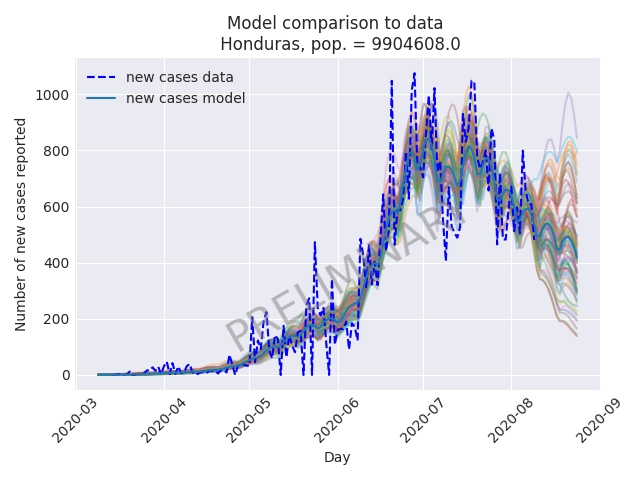 Model comparison to data
Honduras, pop. = 9904608.0
new cases data
new cases model
Number of new cases reported
1000
800
600
400
200
0
PRELIMINARY
2020-03
2020-04
2020-05
2020-06
2020-07
2020-08
2020-09
Day